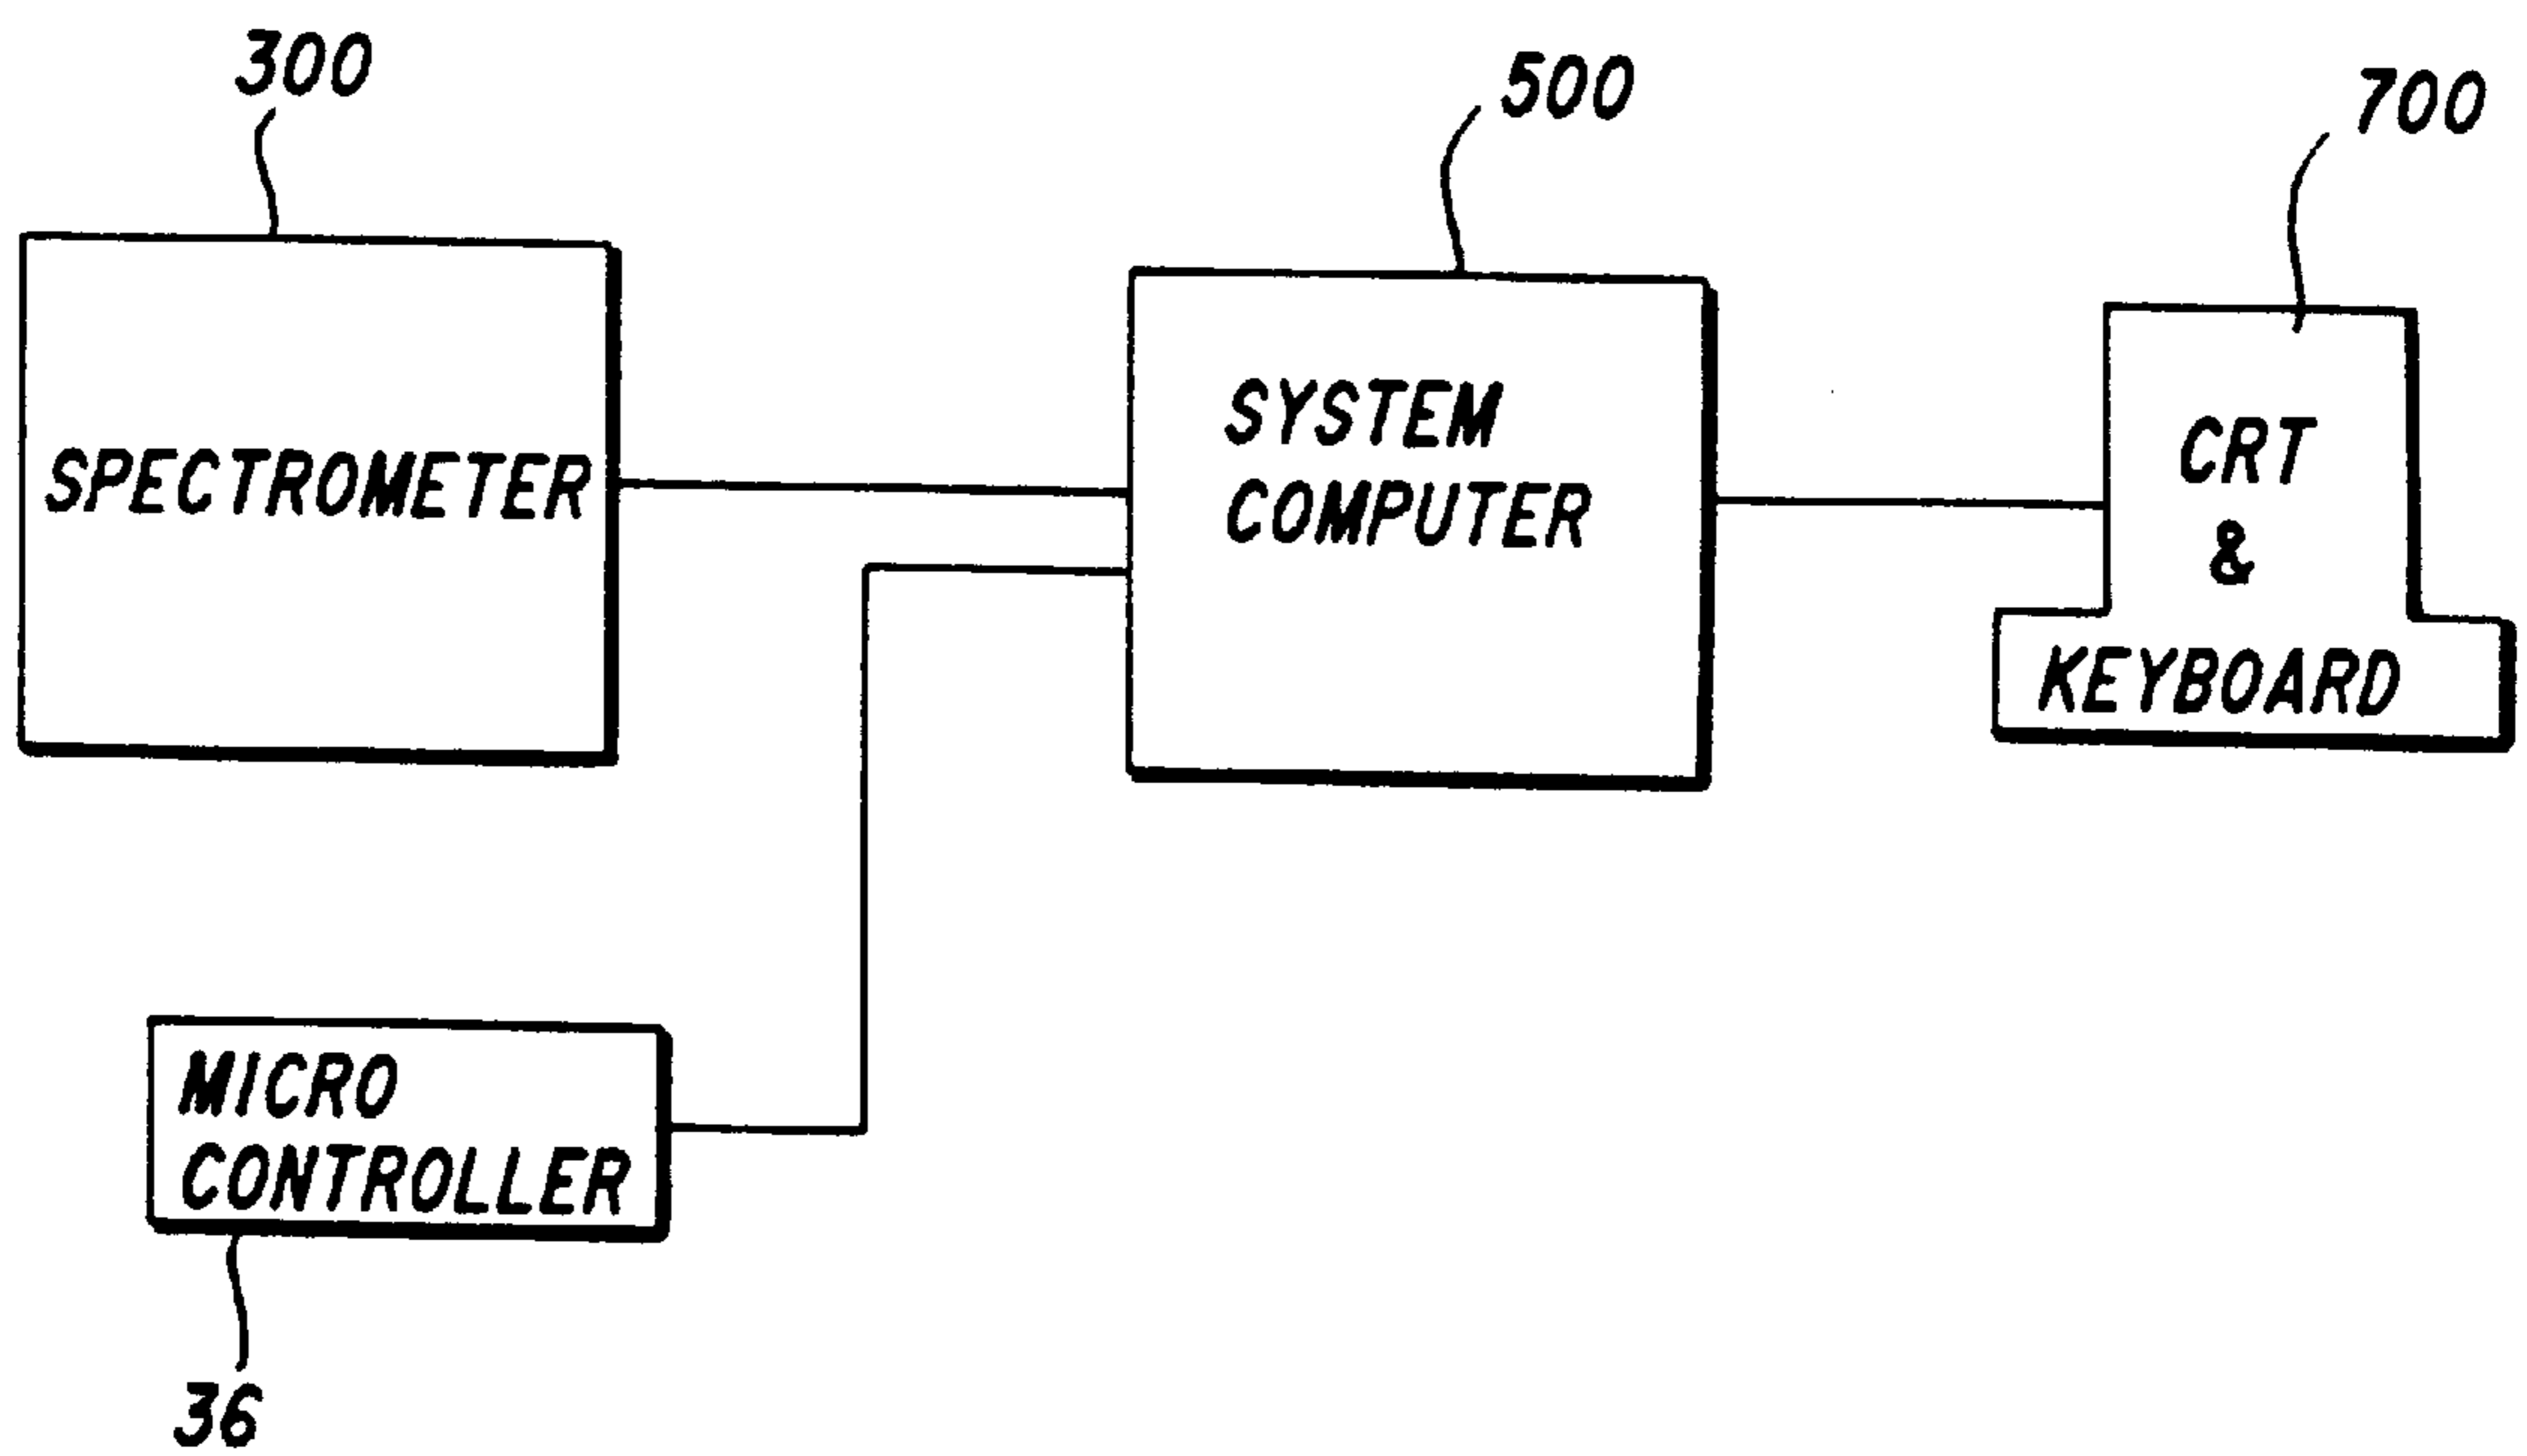 300
500
700
SPECTROMETER
SYSTEM
COMPUTER
CRT
&
KEYBOARD
MICRO
CONTROLLER
36